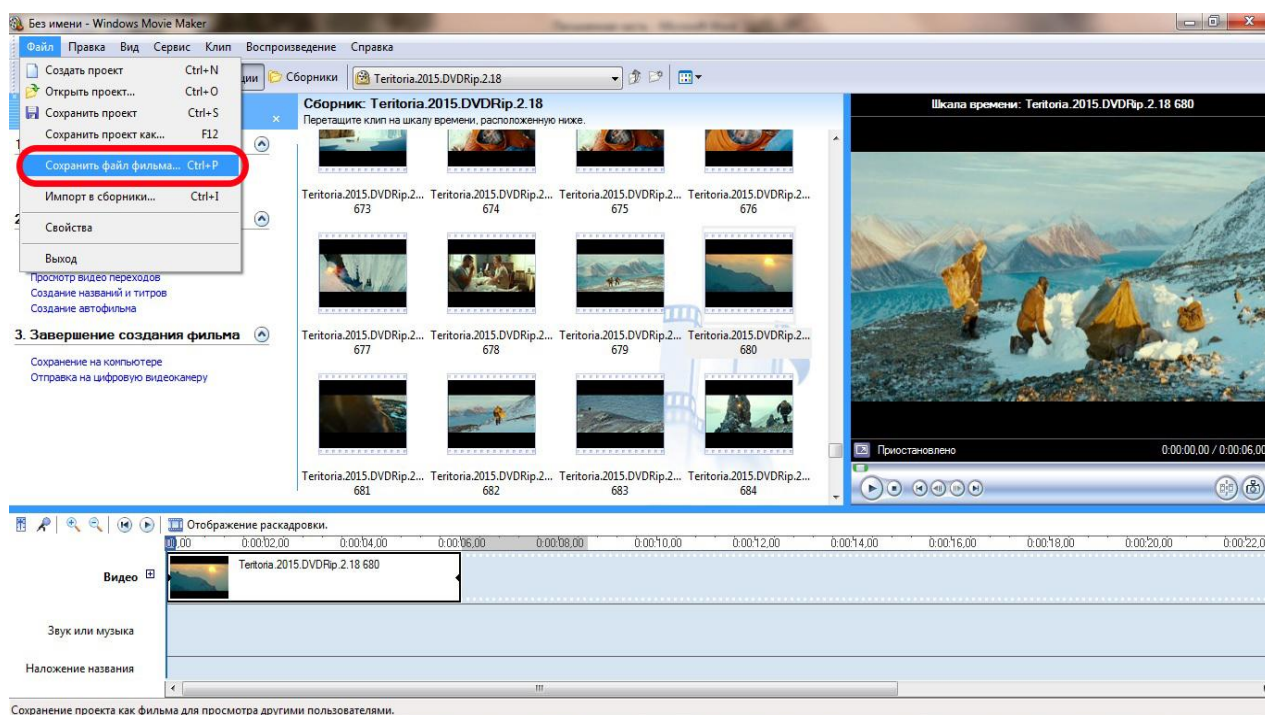 Без имени - Windows Movie Maker
Файл Правка Вид Сервис Клип Воспроизведение Справка
Создать проект Ctrl+N
Открыть проект... Ctrl+O
Сохранить проект Ctrl+S
Сохранить проект как... F12
Сохранить файл фильма... Ctrl+P
Импорт в сборники... Ctrl+I
Свойства
Выход
Сборники Teritoria.2015.DVDRip.2.18
Просмотр видео переходов
Создание названий и титров
Создание автофильма
3. Завершение создания фильма
Сохранение на компьютере
Отправка на цифровую видеокамеру
Сборник: Teritoria.2015.DVDRip.2.18
Перетащите клип на шкалу времени, расположенную ниже.
Teritoria.2015.DVDRip.2... Teritoria.2015.DVDRip.2... Teritoria.2015.DVDRip.2... Teritoria.2015.DVDRip.2...
673 674 675 676
Teritoria.2015.DVDRip.2... Teritoria.2015.DVDRip.2... Teritoria.2015.DVDRip.2... Teritoria.2015.DVDRip.2...
677 678 679 680
Teritoria.2015.DVDRip.2... Teritoria.2015.DVDRip.2... Teritoria.2015.DVDRip.2... Teritoria.2015.DVDRip.2...
681 682 683 684
Шкала времени: Teritoria.2015.DVDRip.2.18 680
Приостановлено 0:00:00,00 / 0:00:06,00
Отображение раскадровки.
0:00:02,00 0:00:04,00 0:00:06,00 0:00:08,00 0:00:10,00 0:00:12,00 0:00:14,00 0:00:16,00 0:00:18,00 0:00:20,00 0:00:22,0
Видео Teritoria.2015.DVDRip.2.18 680
Звук или музыка
Наложение названия
Сохранение проекта как фильма для просмотра другими пользователями.